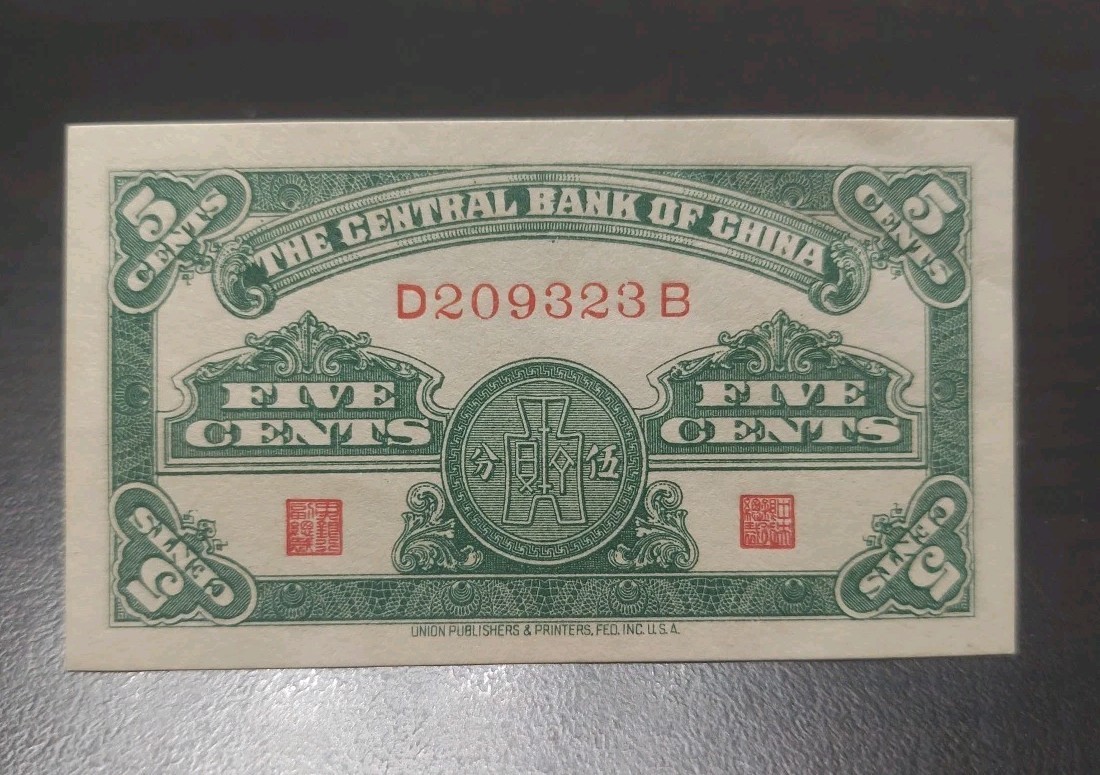 5 CENTS
THE CENTRAL BANK OF CHINA
5 CENTS
D209323B
FIVE CENTS
FIVE CENTS
伍 分
5 CENTS
5 CENTS
UNION PUBLISHERS & PRINTERS, FED. INC. U.S.A.